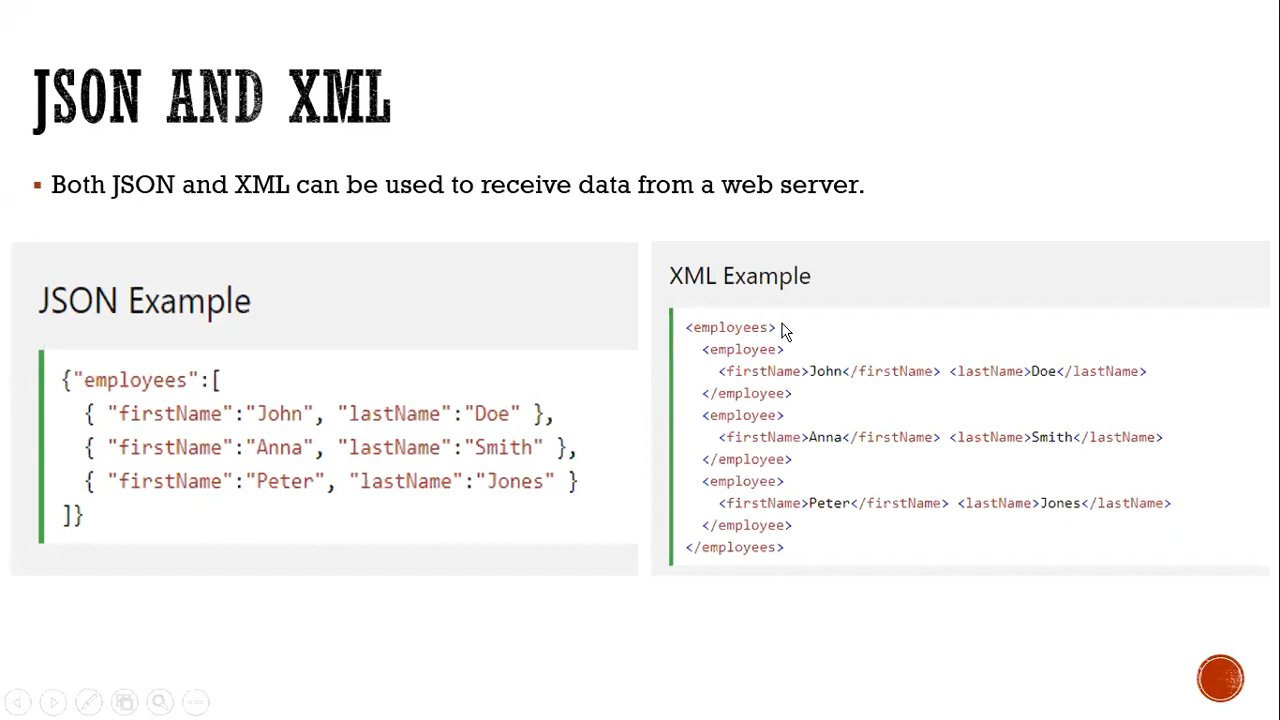 JSON AND XML
▪ Both JSON and XML can be used to receive data from a web server.
JSON Example
{"employees":[
  { "firstName":"John", "lastName":"Doe" },
  { "firstName":"Anna", "lastName":"Smith" },
  { "firstName":"Peter", "lastName":"Jones" }
]}
XML Example
<employees>
  <employee>
    <firstName>John</firstName> <lastName>Doe</lastName>
  </employee>
  <employee>
    <firstName>Anna</firstName> <lastName>Smith</lastName>
  </employee>
  <employee>
    <firstName>Peter</firstName> <lastName>Jones</lastName>
  </employee>
</employees>